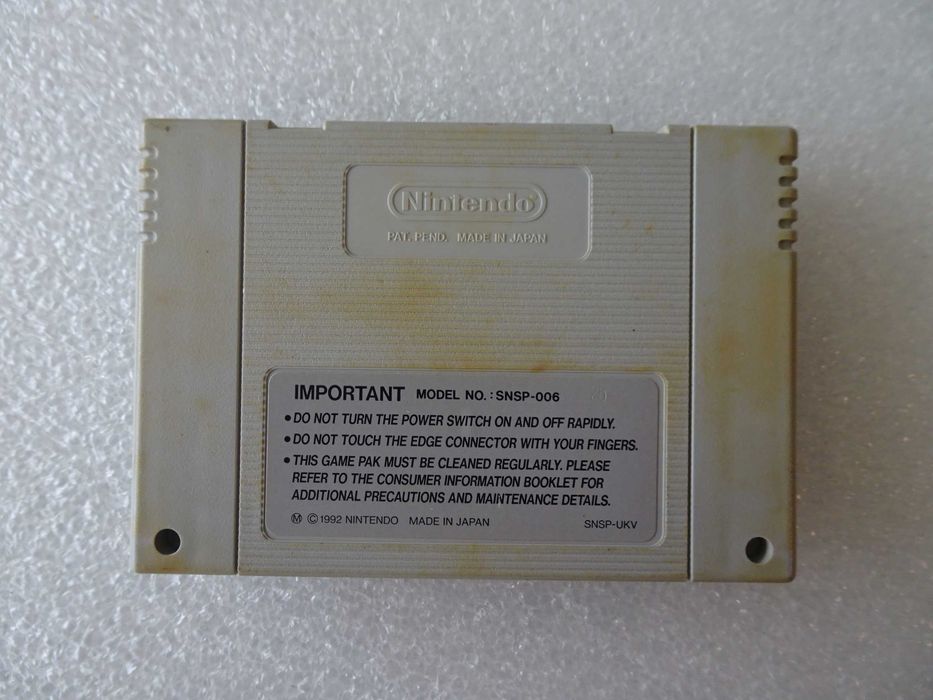 Nintendo®
PAT. PEND. MADE IN JAPAN
IMPORTANT MODEL NO.: SNSP-006
• DO NOT TURN THE POWER SWITCH ON AND OFF RAPIDLY.
• DO NOT TOUCH THE EDGE CONNECTOR WITH YOUR FINGERS.
• THIS GAME PAK MUST BE CLEANED REGULARLY. PLEASE
REFER TO THE CONSUMER INFORMATION BOOKLET FOR
ADDITIONAL PRECAUTIONS AND MAINTENANCE DETAILS.
Ⓜ © 1992 NINTENDO MADE IN JAPAN SNSP-UKV